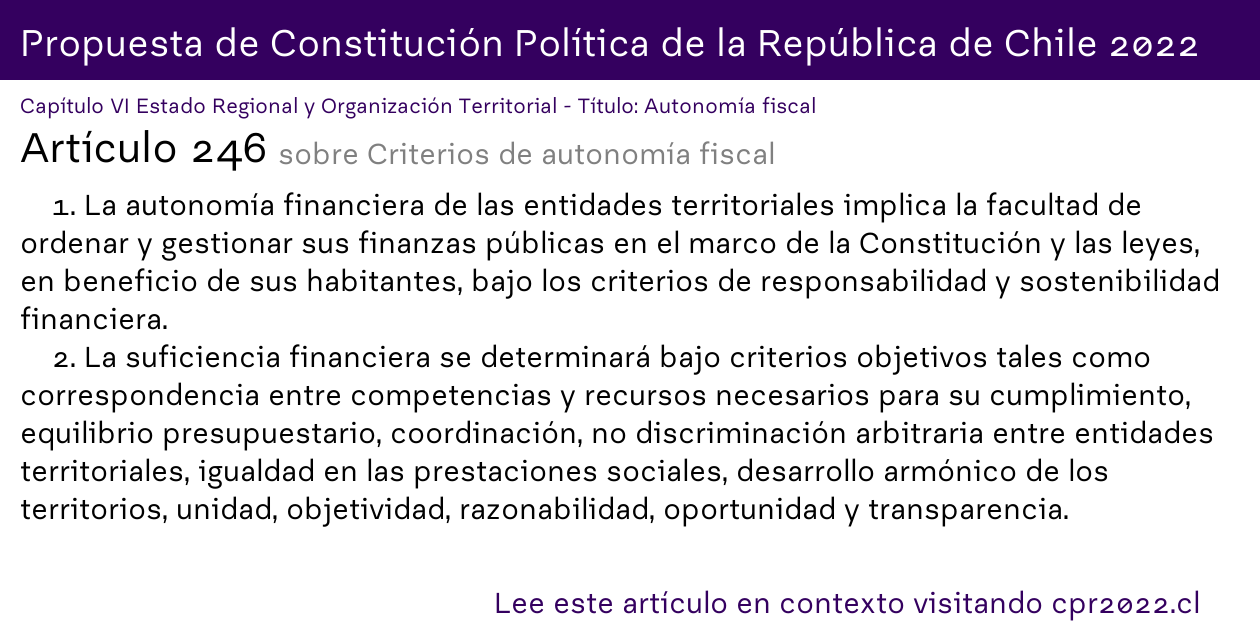 Propuesta de Constitución Política de la República de Chile 2022
Capítulo VI Estado Regional y Organización Territorial - Título: Autonomía fiscal
Artículo 246 sobre Criterios de autonomía fiscal
1. La autonomía financiera de las entidades territoriales implica la facultad de
ordenar y gestionar sus finanzas públicas en el marco de la Constitución y las leyes,
en beneficio de sus habitantes, bajo los criterios de responsabilidad y sostenibilidad
financiera.
2. La suficiencia financiera se determinará bajo criterios objetivos tales como
correspondencia entre competencias y recursos necesarios para su cumplimiento,
equilibrio presupuestario, coordinación, no discriminación arbitraria entre entidades
territoriales, igualdad en las prestaciones sociales, desarrollo armónico de los
territorios, unidad, objetividad, razonabilidad, oportunidad y transparencia.
Lee este artículo en contexto visitando cpr2022.cl